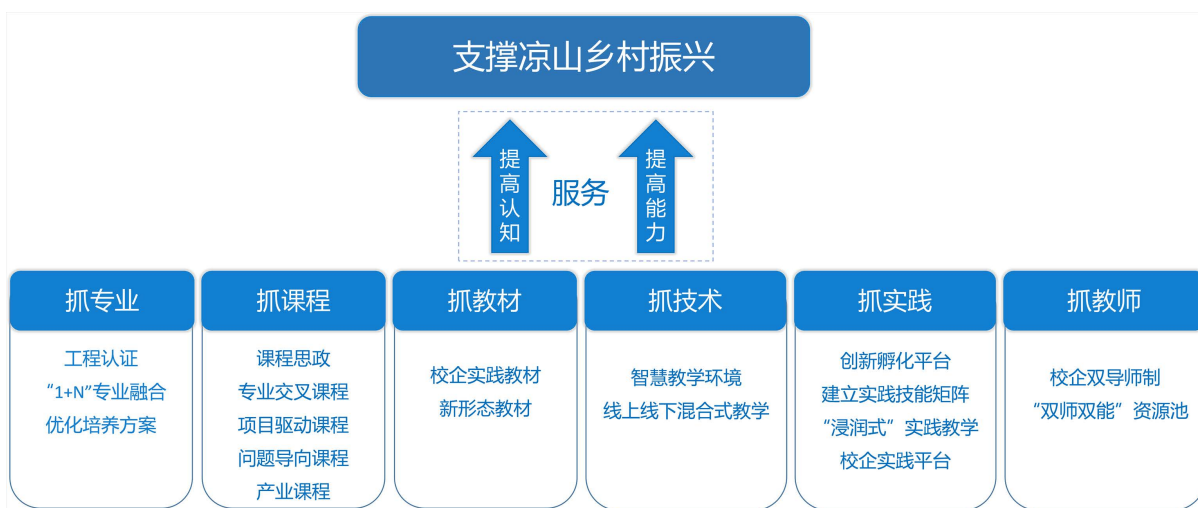 支撑凉山乡村振兴
提高认知
服务
提高能力
抓专业
工程认证
“1+N”专业融合
优化培养方案
抓课程
课程思政
专业交叉课程
项目驱动课程
问题导向课程
产业课程
抓教材
校企实践教材
新形态教材
抓技术
智慧教学环境
线上线下混合式教学
抓实践
创新孵化平台
建立实践技能矩阵
“浸润式”实践教学
校企实践平台
抓教师
校企双导师制
“双师双能”资源池